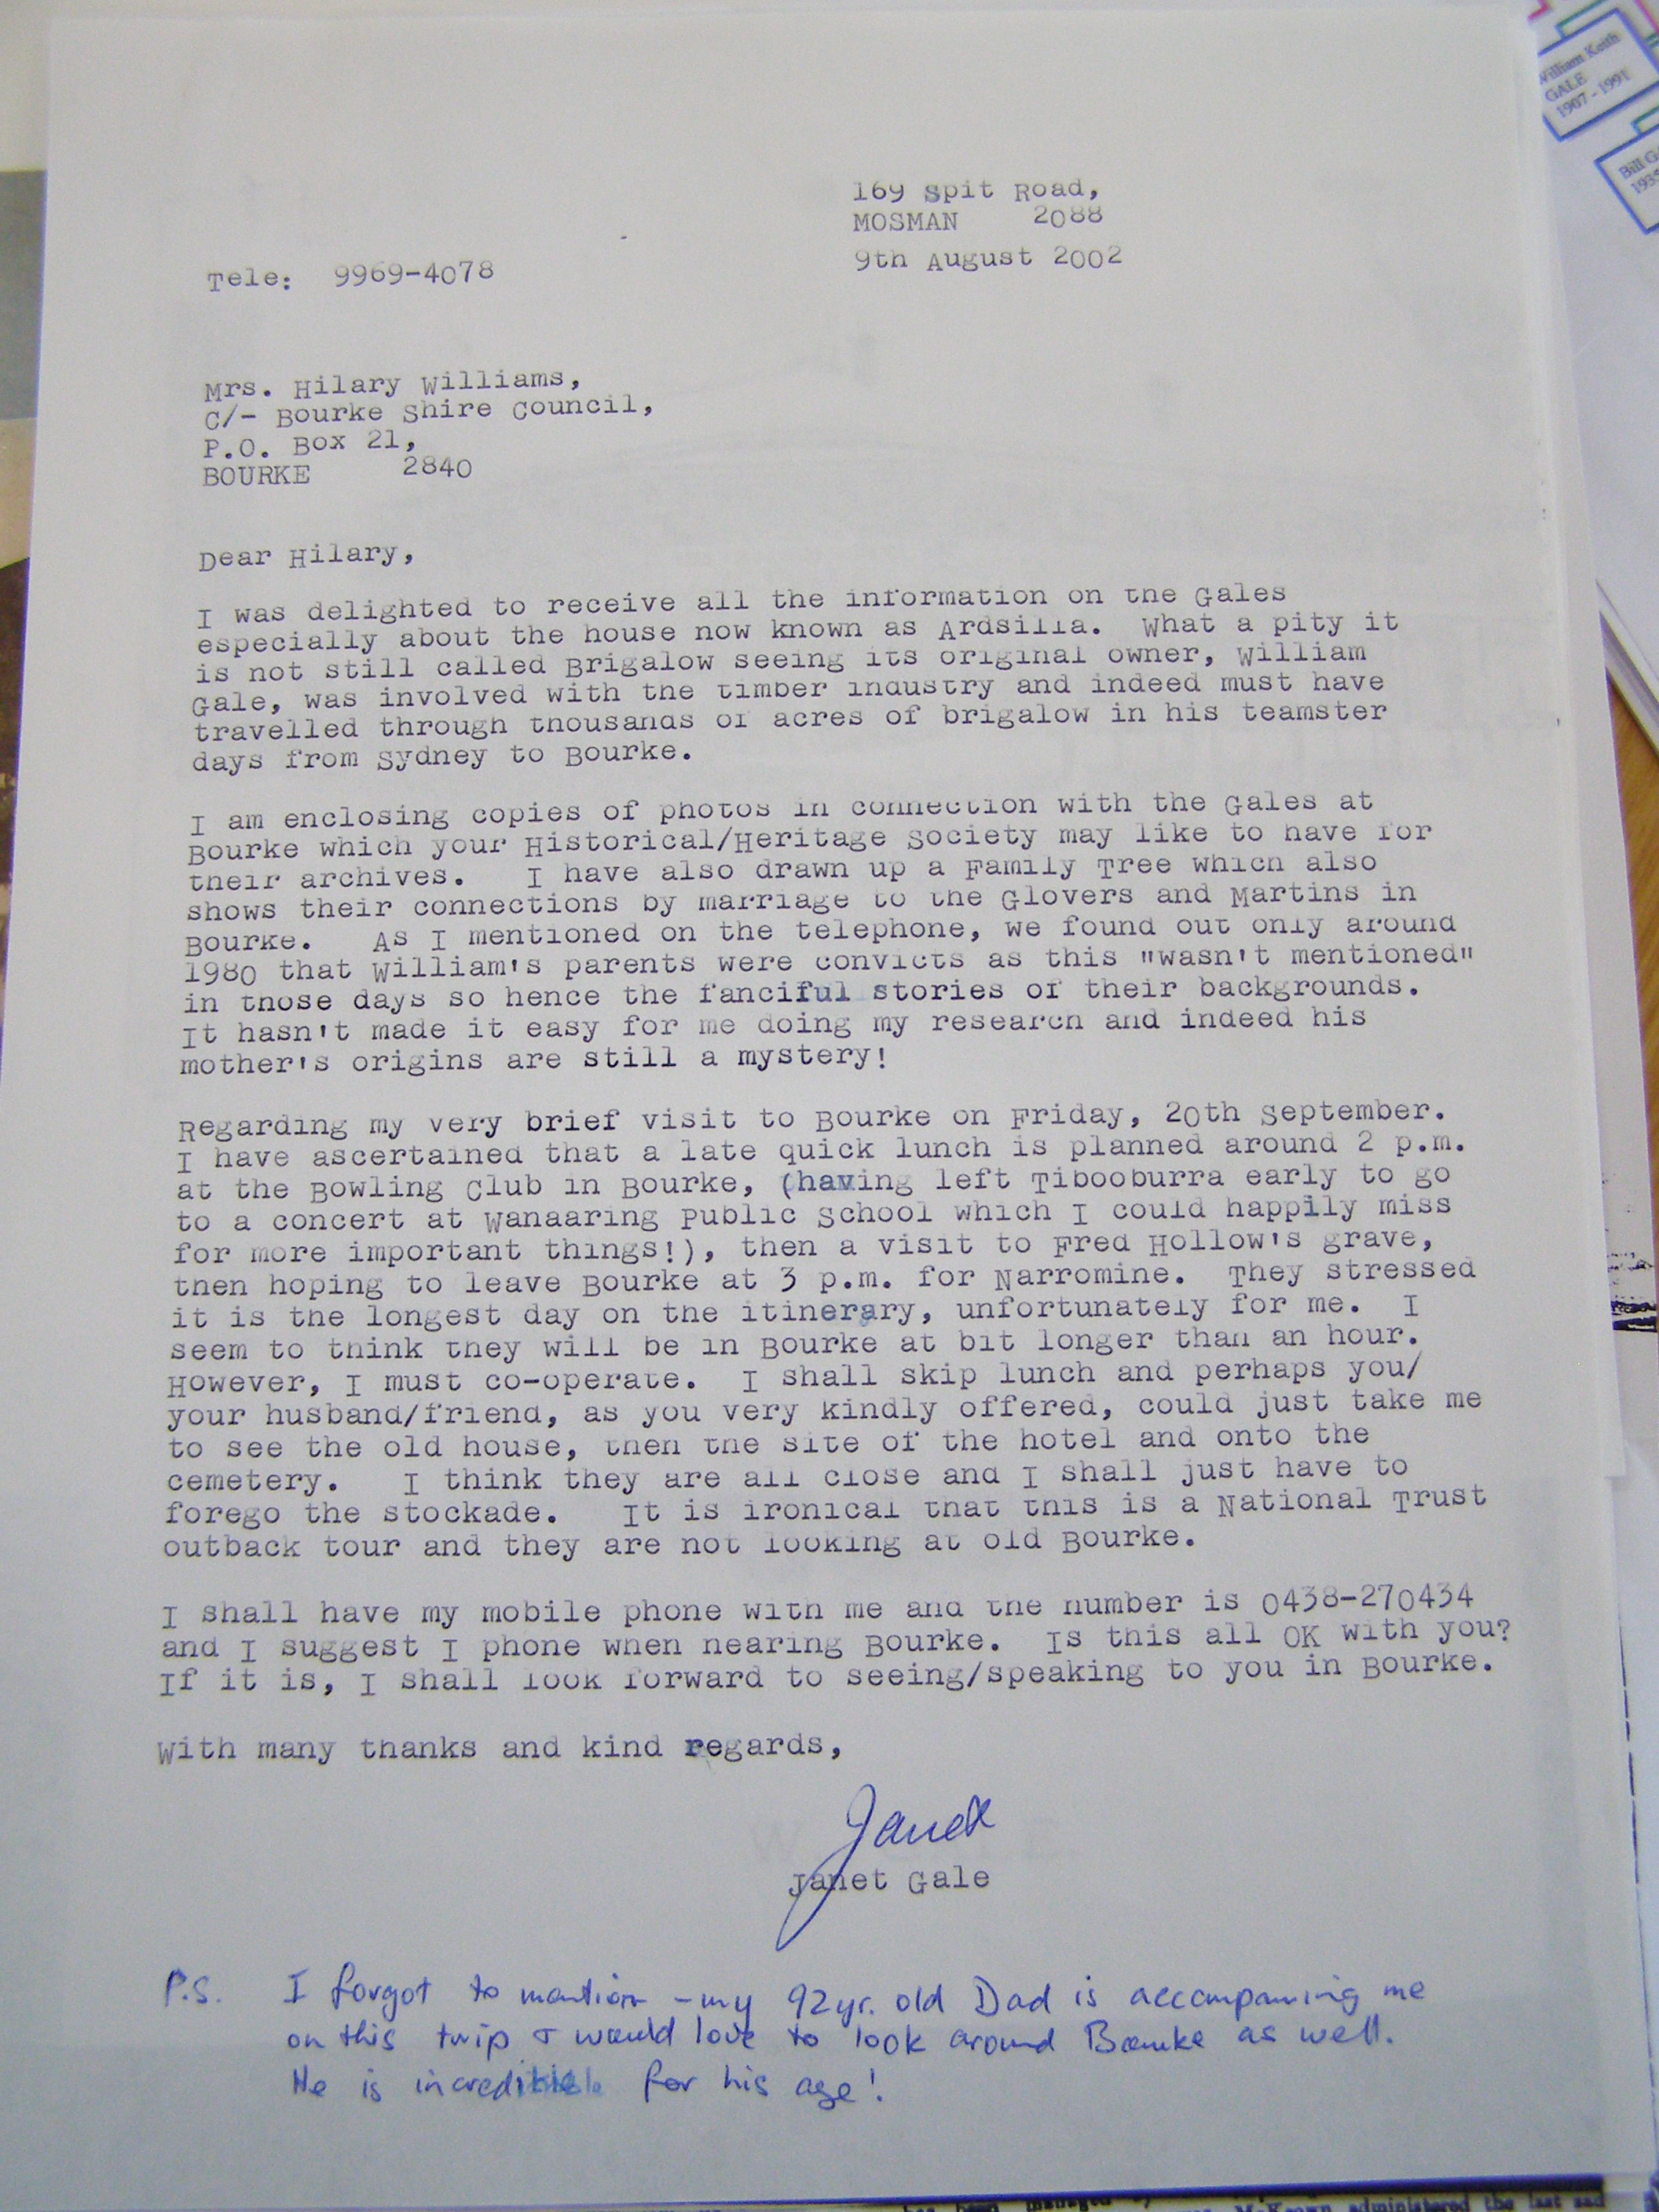 William Keith
GALE
1907-1991
Bill
169 Spit Road,
MOSMAN 2088
9th August 2002
Tele: 9969-4078
Mrs. Hilary Williams,
C/- Bourke Shire Council,
P.O. Box 21,
BOURKE 2840
Dear Hilary,
I was delighted to receive all the information on the Gales
especially about the house now known as Ardsilla. What a pity it
is not still called Brigalow seeing its original owner, William
Gale, was involved with the timber industry and indeed must have
travelled through thousands of acres of brigalow in his teamster
days from Sydney to Bourke.
I am enclosing copies of photos in connection with the Gales at
Bourke which your Historical/Heritage Society may like to have for
their archives. I have also drawn up a Family Tree which also
shows their connections by marriage to the Glovers and Martins in
Bourke. As I mentioned on the telephone, we found out only around
1980 that William's parents were convicts as this "wasn't mentioned"
in those days so hence the fanciful stories of their backgrounds.
It hasn't made it easy for me doing my research and indeed his
mother's origins are still a mystery!
Regarding my very brief visit to Bourke on Friday, 20th September.
I have ascertained that a late quick lunch is planned around 2 p.m.
at the Bowling Club in Bourke, (having left Tibooburra early to go
to a concert at Wanaaring Public School which I could happily miss
for more important things!), then a visit to Fred Hollow's grave,
then hoping to leave Bourke at 3 p.m. for Narromine. They stressed
it is the longest day on the itinerary, unfortunately for me. I
seem to think they will be in Bourke at bit longer than an hour.
However, I must co-operate. I shall skip lunch and perhaps you/
your husband/friend, as you very kindly offered, could just take me
to see the old house, then the site of the hotel and onto the
cemetery. I think they are all close and I shall just have to
forego the stockade. It is ironical that this is a National Trust
outback tour and they are not looking at old Bourke.
I shall have my mobile phone with me and the number is 0438-270434
and I suggest I phone when nearing Bourke. Is this all OK with you?
If it is, I shall look forward to seeing/speaking to you in Bourke.
With many thanks and kind regards,
Janet
Janet Gale
P.S. I forgot to mention - my 92yr. old Dad is accompanying me
on this trip & would love to look around Bourke as well.
He is incredible for his age!
administered the last